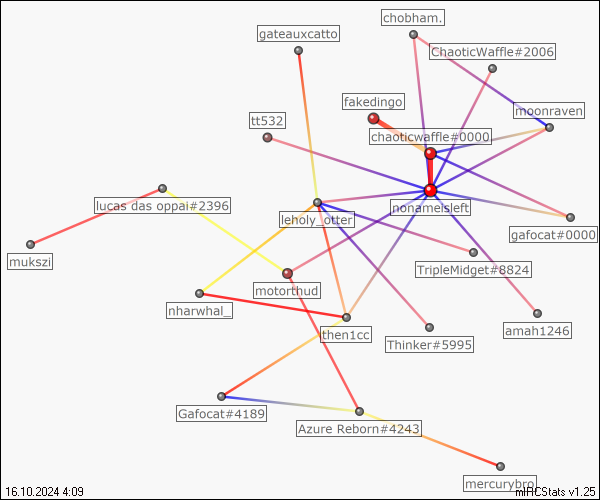 chobham.
gateauxcatto
ChaoticWaffle#2006
fakedingo
moonraven
tt532
chaoticwaffle#0000
lucas das oppai#2396
nonameisleft
leholy_otter
gafocat#0000
mukszi
TripleMidget#8824
motorthud
nharwhal_
amah1246
then1cc
Thinker#5995
Gafocat#4189
Azure Reborn#4243
mercurybro
16.10.2024 4:09
mIRCStats v1.25